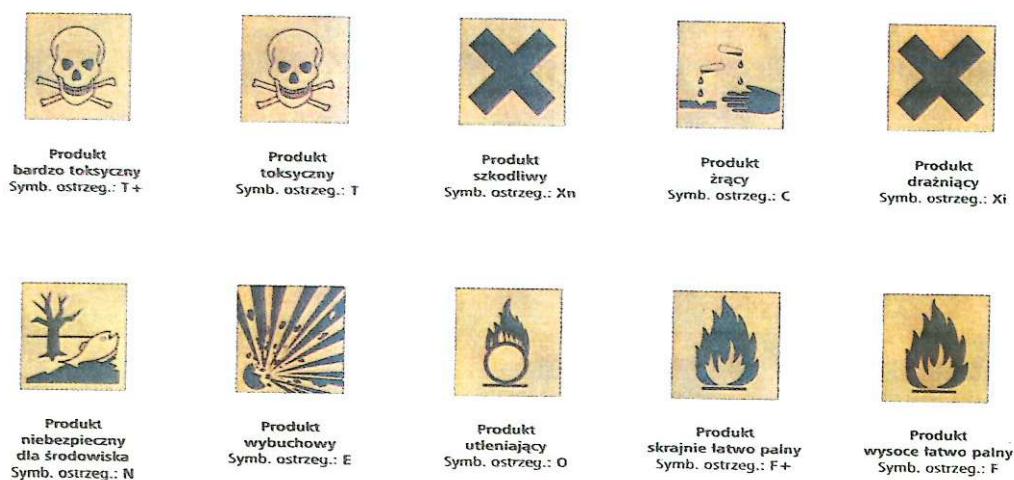 Produkt
bardzo toksyczny
Symb. ostrzeg.: T+
Produkt
toksyczny
Symb. ostrzeg.: T
Produkt
szkodliwy
Symb. ostrzeg.: Xn
Produkt
żrący
Symb. ostrzeg.: C
Produkt
drażniący
Symb. ostrzeg.: Xi
Produkt
niebezpieczny
dla środowiska
Symb. ostrzeg.: N
Produkt
wybuchowy
Symb. ostrzeg.: E
Produkt
utleniający
Symb. ostrzeg.: O
Produkt
skrajnie łatwo palny
Symb. ostrzeg.: F+
Produkt
wysoce łatwo palny
Symb. ostrzeg.: F